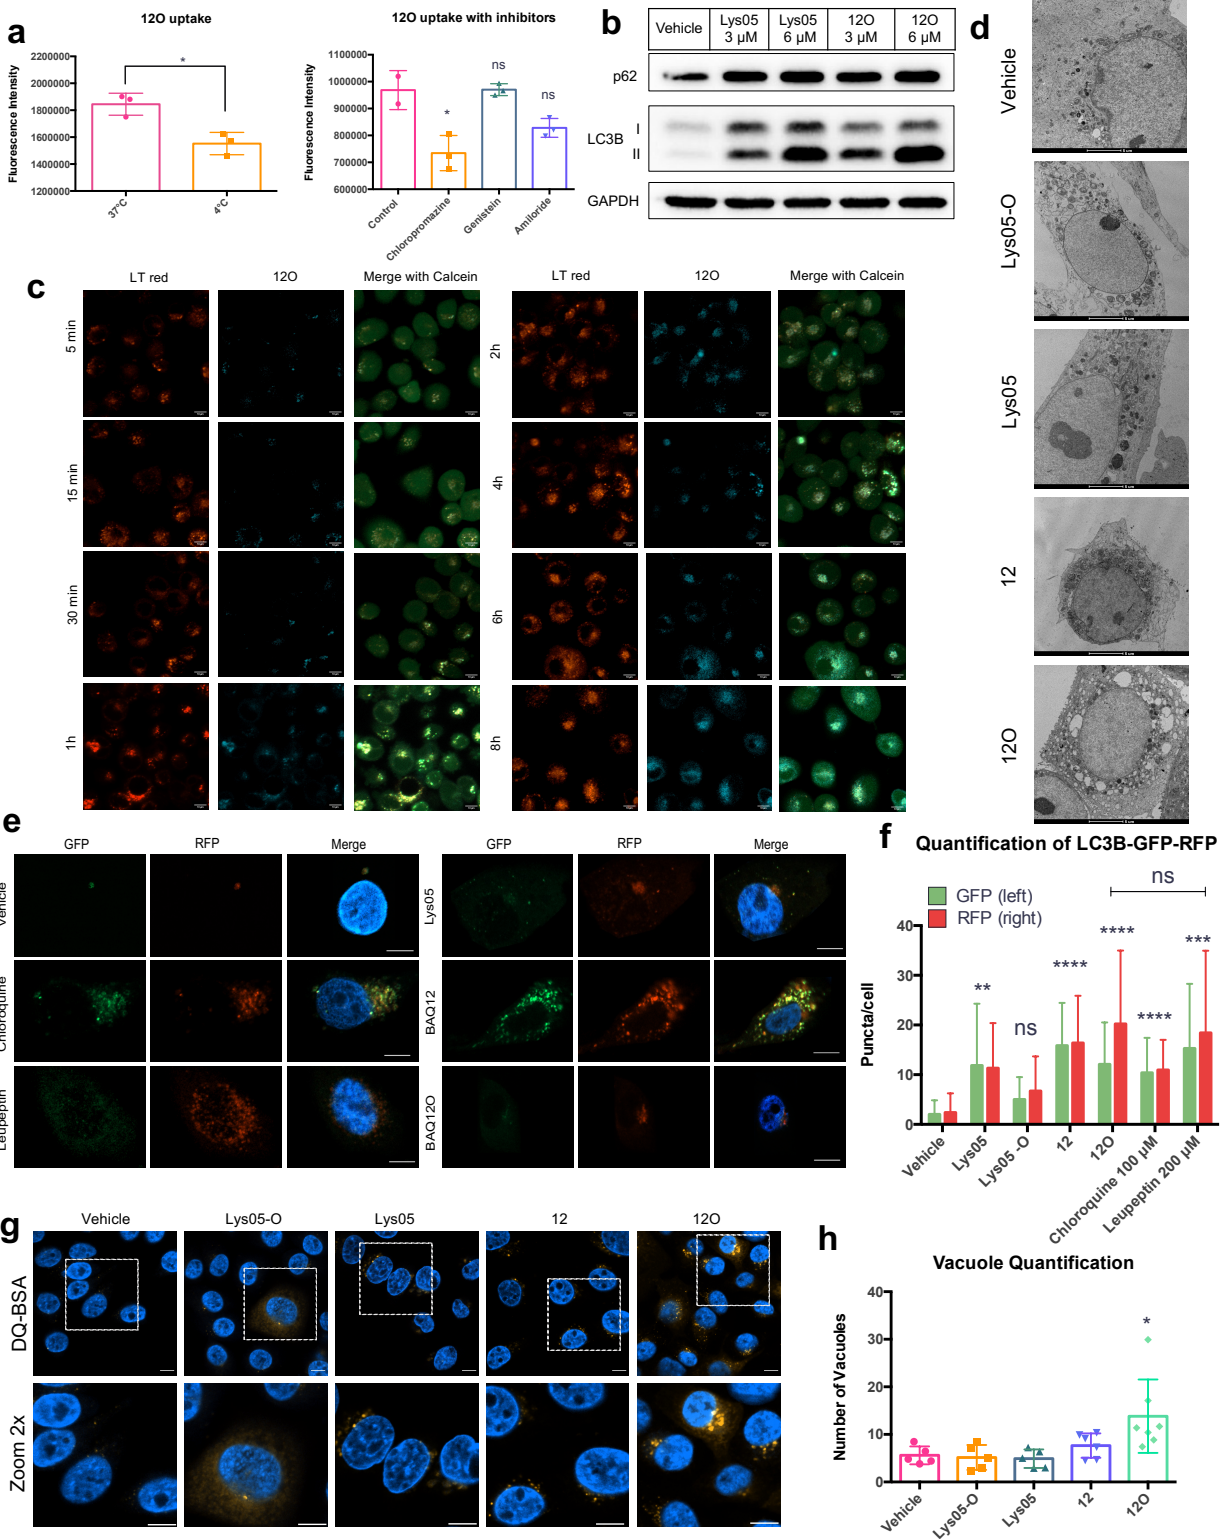 a
12O uptake
Fluorescence Intensity
2200000
2000000
1800000
1600000
1400000
1200000
*
37°C
4°C
12O uptake with inhibitors
Fluorescence Intensity
1100000
1000000
900000
800000
700000
600000
*
ns
ns
Control
Chloropromazine
Genistein
Amiloride
b
Vehicle
Lys05 3 µM
Lys05 6 µM
12O 3 µM
12O 6 µM
p62
LC3B
I
II
GAPDH
c
LT red
12O
Merge with Calcein
LT red
12O
Merge with Calcein
5 min
15 min
30 min
1h
2h
4h
6h
8h
d
Vehicle
Lys05-O
Lys05
12
12O
e
GFP
RFP
Merge
GFP
RFP
Merge
Vehicle
Chloroquine
Leupeptin
Lys05
BAQ12
BAQ12O
f
Quantification of LC3B-GFP-RFP
GFP (left)
RFP (right)
ns
Puncta/cell
40
30
20
10
0
**
ns
****
****
****
***
Vehicle
Lys05
Lys05 -O
12
12O
Chloroquine 100 µM
Leupeptin 200 µM
g
Vehicle
Lys05-O
Lys05
12
12O
DQ-BSA
Zoom 2x
h
Vacuole Quantification
Number of Vacuoles
40
30
20
10
0
*
Vehicle
Lys05-O
Lys05
12
12O